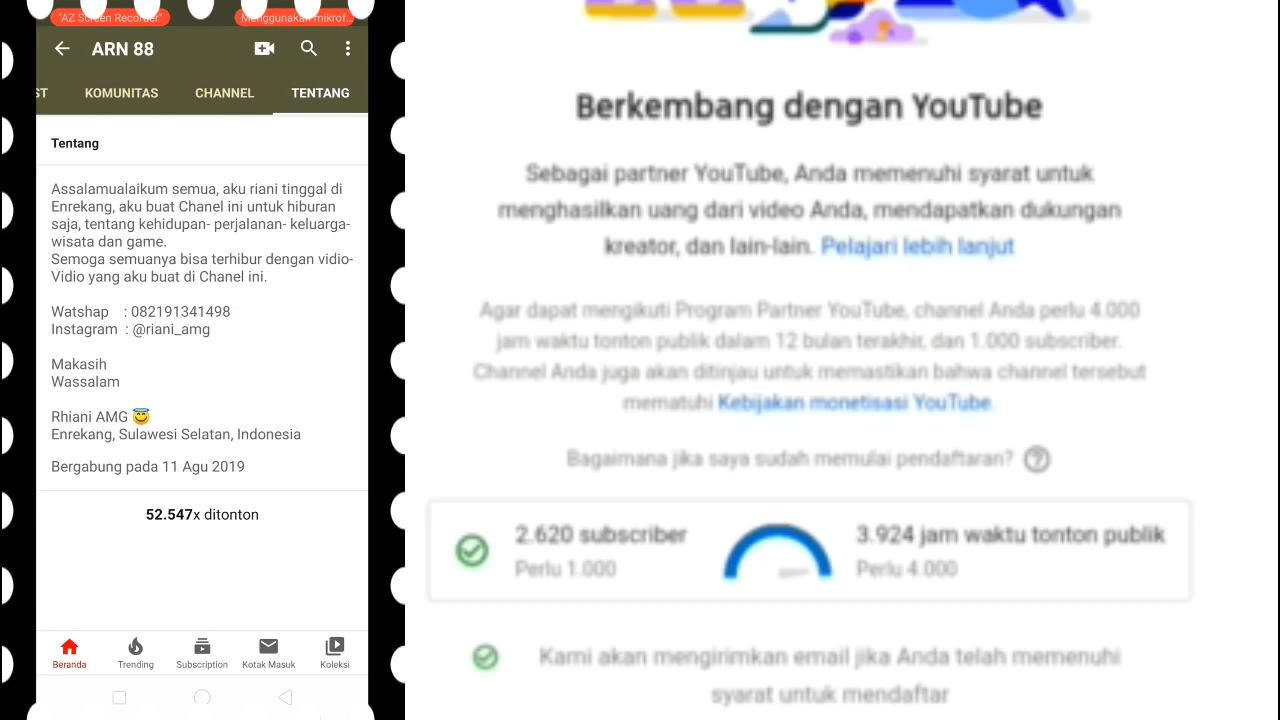 "AZ Screen Recorder"
Menggunakan mikrof...
ARN 88
ST KOMUNITAS CHANNEL TENTANG
Tentang
Assalamualaikum semua, aku riani tinggal di
Enrekang, aku buat Chanel ini untuk hiburan
saja, tentang kehidupan- perjalanan- keluarga-
wisata dan game.
Semoga semuanya bisa terhibur dengan vidio-
Vidio yang aku buat di Chanel ini.
Watshap : 082191341498
Instagram : @riani_amg
Makasih
Wassalam
Rhiani AMG 😇
Enrekang, Sulawesi Selatan, Indonesia
Bergabung pada 11 Agu 2019
52.547x ditonton
Beranda Trending Subscription Kotak Masuk Koleksi
Berkembang dengan YouTube
Sebagai partner YouTube, Anda memenuhi syarat untuk
menghasilkan uang dari video Anda, mendapatkan dukungan
kreator, dan lain-lain. Pelajari lebih lanjut
Agar dapat mengikuti Program Partner YouTube, channel Anda perlu 4.000
jam waktu tonton publik dalam 12 bulan terakhir, dan 1.000 subscriber.
Channel Anda juga akan ditinjau untuk memastikan bahwa channel tersebut
mematuhi Kebijakan monetisasi YouTube.
Bagaimana jika saya sudah memulai pendaftaran? ?
2.620 subscriber
Perlu 1.000
3.924 jam waktu tonton publik
Perlu 4.000
Kami akan mengirimkan email jika Anda telah memenuhi
syarat untuk mendaftar